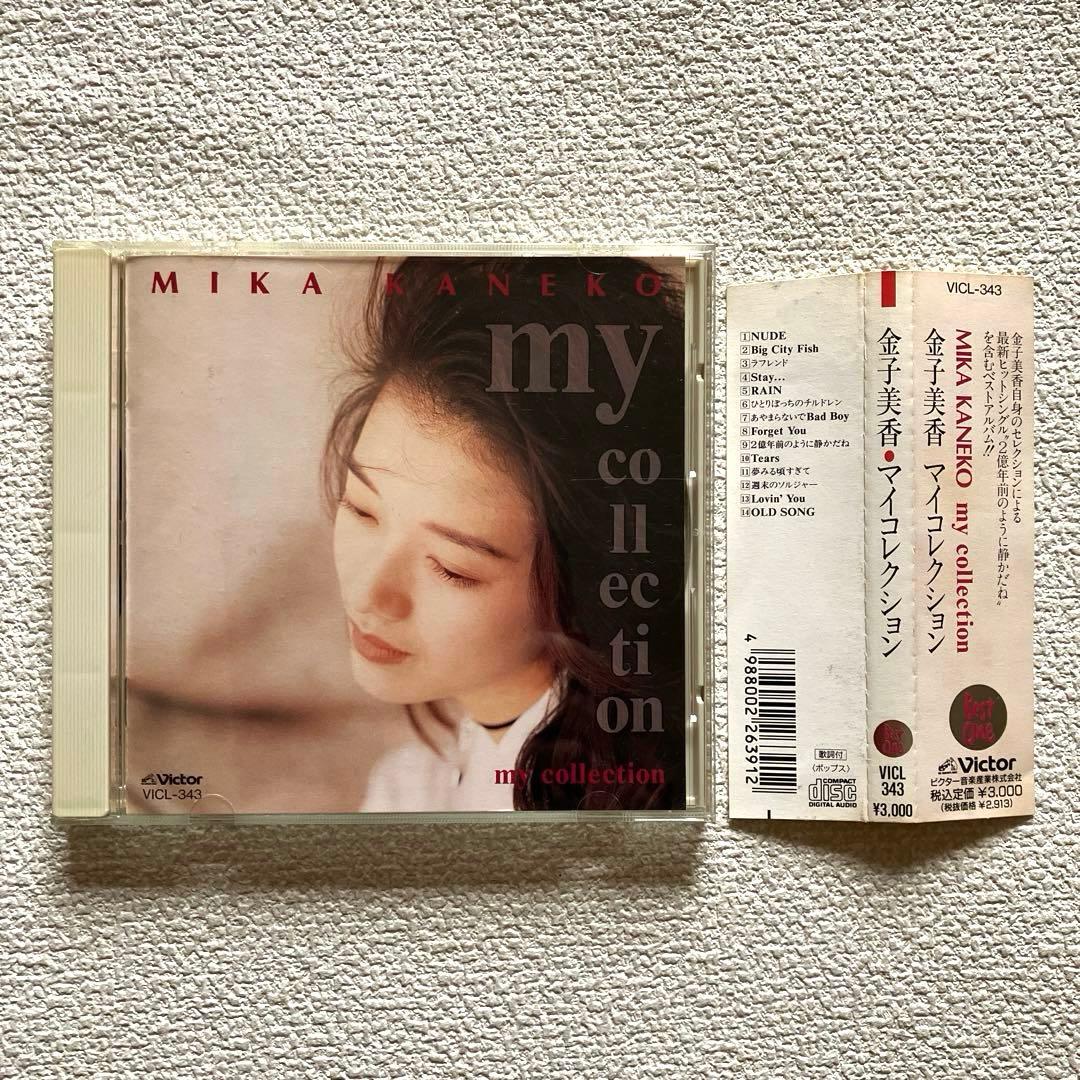 MIKA KANEKO
my
co
ll
ec
ti
on
my collection
Victor
VICL-343
1 NUDE
2 Big City Fish
3 ラフレンド
4 Stay…
5 RAIN
6 ひとりぼっちのチルドレン
7 あやまらないでBad Boy
8 Forget You
9 2億年前のように静かだね
10 Tears
11 夢みる頃すぎて
12 週末のソルジャー
13 Lovin' You
14 OLD SONG
4 988002 263912
歌詞付
〈ポップス〉
COMPACT
disc
DIGITAL AUDIO
金子美香●マイコレクション
Best One
VICL
343
¥3,000
VICL-343
金子美香自身のセレクションによる
最新ヒットシングル"2億年前のように静かだね"
を含むベストアルバム!!
MIKA KANEKO my collection
金子美香 マイコレクション
Best One
Victor
ビクター音楽産業株式会社
税込定価 ¥3,000
(税抜価格 ¥2,913)